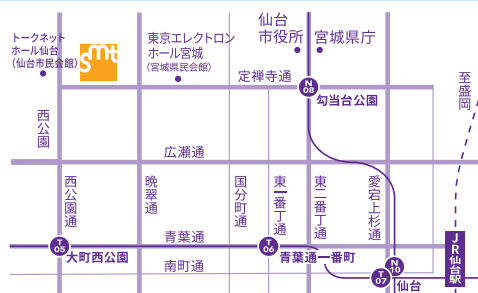 トークネット
ホール仙台
（仙台市民会館）
smt
東京エレクトロン
ホール宮城
（宮城県民会館）
仙台
市役所
宮城県庁
定禅寺通
N
08
勾当台公園
至盛岡
西公園
広瀬通
西公園通
晩翠通
国分町通
東一番丁通
東二番丁通
愛宕上杉通
青葉通
T
05
大町西公園
T
06
青葉通一番町
南町通
N
10
T
07
仙台
JR仙台駅